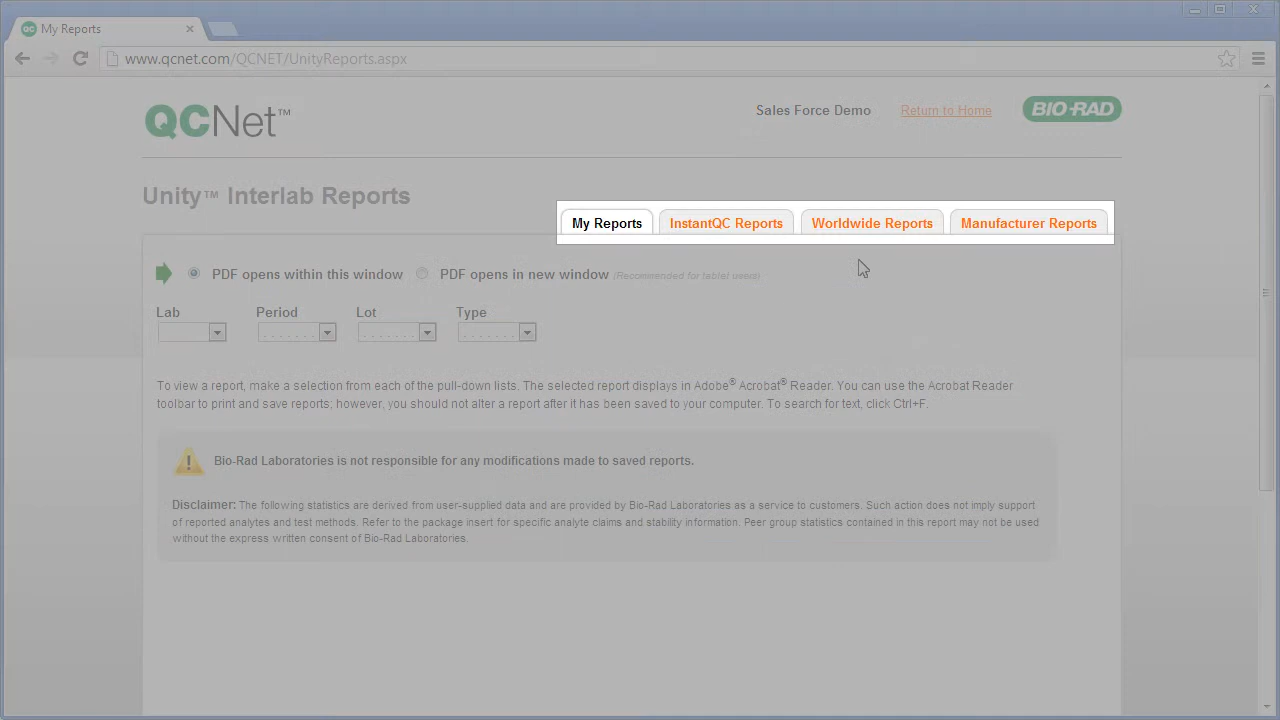 My Reports
www.qcnet.com/QCNET/UnityReports.aspx
QCNet™
Sales Force Demo
Return to Home
BIO-RAD
Unity™ Interlab Reports
My Reports
InstantQC Reports
Worldwide Reports
Manufacturer Reports
PDF opens within this window
PDF opens in new window (Recommended for tablet users)
Lab
Period
Lot
Type
To view a report, make a selection from each of the pull-down lists. The selected report displays in Adobe® Acrobat® Reader. You can use the Acrobat Reader
toolbar to print and save reports; however, you should not alter a report after it has been saved to your computer. To search for text, click Ctrl+F.
Bio-Rad Laboratories is not responsible for any modifications made to saved reports.
Disclaimer: The following statistics are derived from user-supplied data and are provided by Bio-Rad Laboratories as a service to customers. Such action does not imply support
of reported analytes and test methods. Refer to the package insert for specific analyte claims and stability information. Peer group statistics contained in this report may not be used
without the express written consent of Bio-Rad Laboratories.